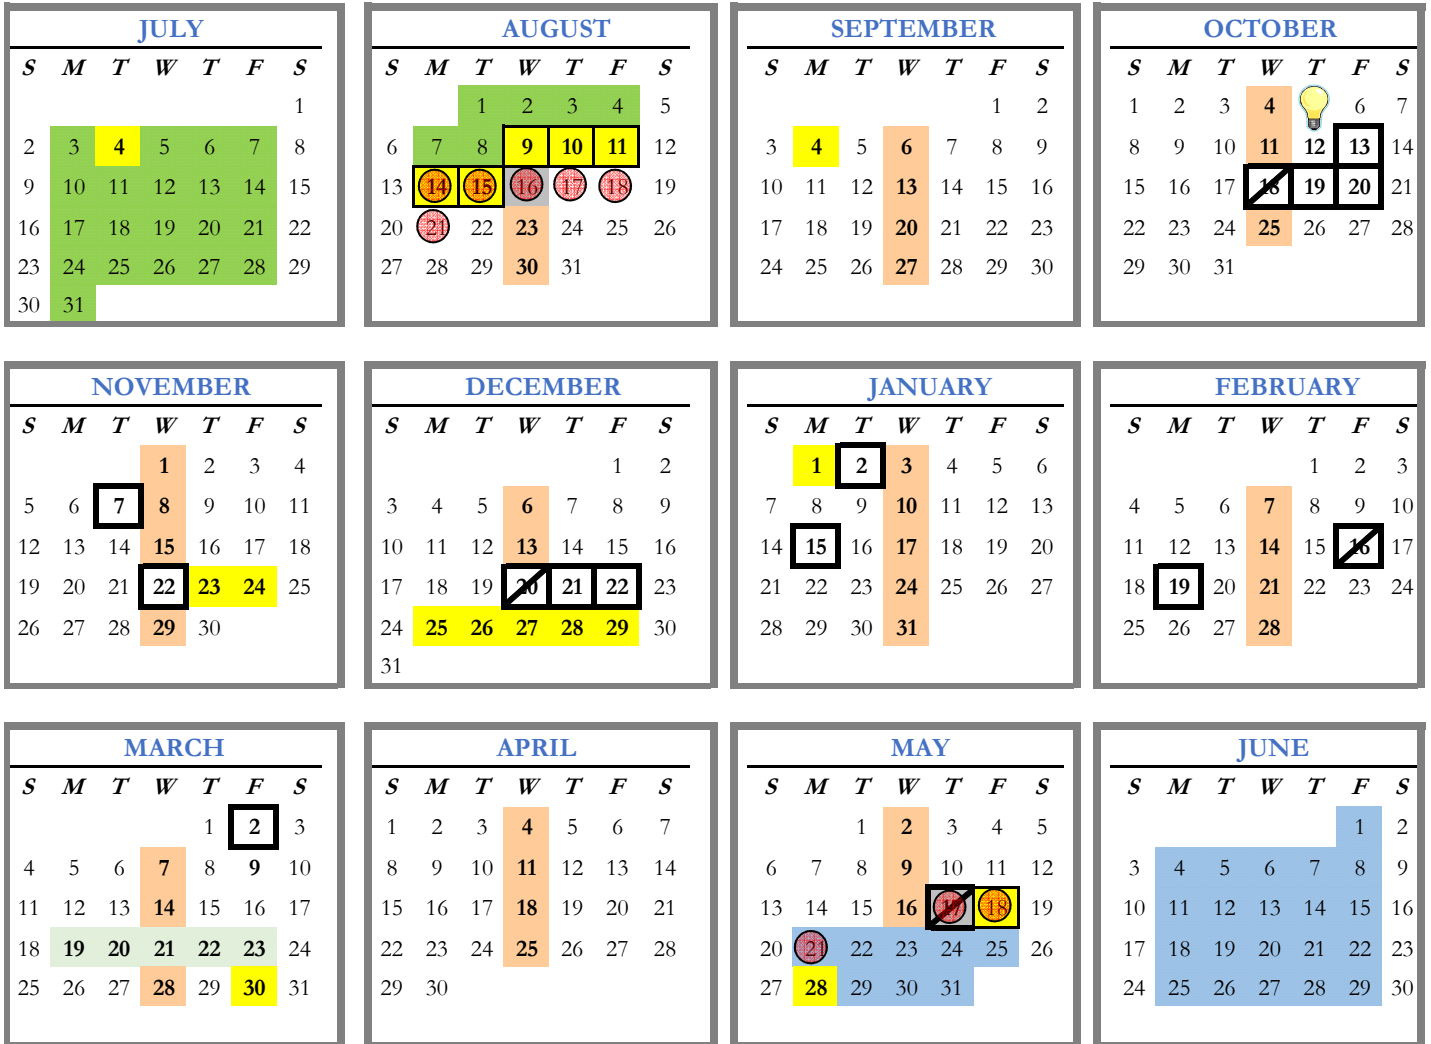 JULY
S M T W T F S
1
2 3 4 5 6 7 8
9 10 11 12 13 14 15
16 17 18 19 20 21 22
23 24 25 26 27 28 29
30 31
AUGUST
S M T W T F S
1 2 3 4 5
6 7 8 9 10 11 12
13 14 15 16 17 18 19
20 21 22 23 24 25 26
27 28 29 30 31
SEPTEMBER
S M T W T F S
1 2
3 4 5 6 7 8 9
10 11 12 13 14 15 16
17 18 19 20 21 22 23
24 25 26 27 28 29 30
OCTOBER
S M T W T F S
1 2 3 4 6 7
8 9 10 11 12 13 14
15 16 17 18 19 20 21
22 23 24 25 26 27 28
29 30 31
NOVEMBER
S M T W T F S
1 2 3 4
5 6 7 8 9 10 11
12 13 14 15 16 17 18
19 20 21 22 23 24 25
26 27 28 29 30
DECEMBER
S M T W T F S
1 2
3 4 5 6 7 8 9
10 11 12 13 14 15 16
17 18 19 20 21 22 23
24 25 26 27 28 29 30
31
JANUARY
S M T W T F S
1 2 3 4 5 6
7 8 9 10 11 12 13
14 15 16 17 18 19 20
21 22 23 24 25 26 27
28 29 30 31
FEBRUARY
S M T W T F S
1 2 3
4 5 6 7 8 9 10
11 12 13 14 15 16 17
18 19 20 21 22 23 24
25 26 27 28
MARCH
S M T W T F S
1 2 3
4 5 6 7 8 9 10
11 12 13 14 15 16 17
18 19 20 21 22 23 24
25 26 27 28 29 30 31
APRIL
S M T W T F S
1 2 3 4 5 6 7
8 9 10 11 12 13 14
15 16 17 18 19 20 21
22 23 24 25 26 27 28
29 30
MAY
S M T W T F S
1 2 3 4 5
6 7 8 9 10 11 12
13 14 15 16 17 18 19
20 21 22 23 24 25 26
27 28 29 30 31
JUNE
S M T W T F S
1 2
3 4 5 6 7 8 9
10 11 12 13 14 15 16
17 18 19 20 21 22 23
24 25 26 27 28 29 30